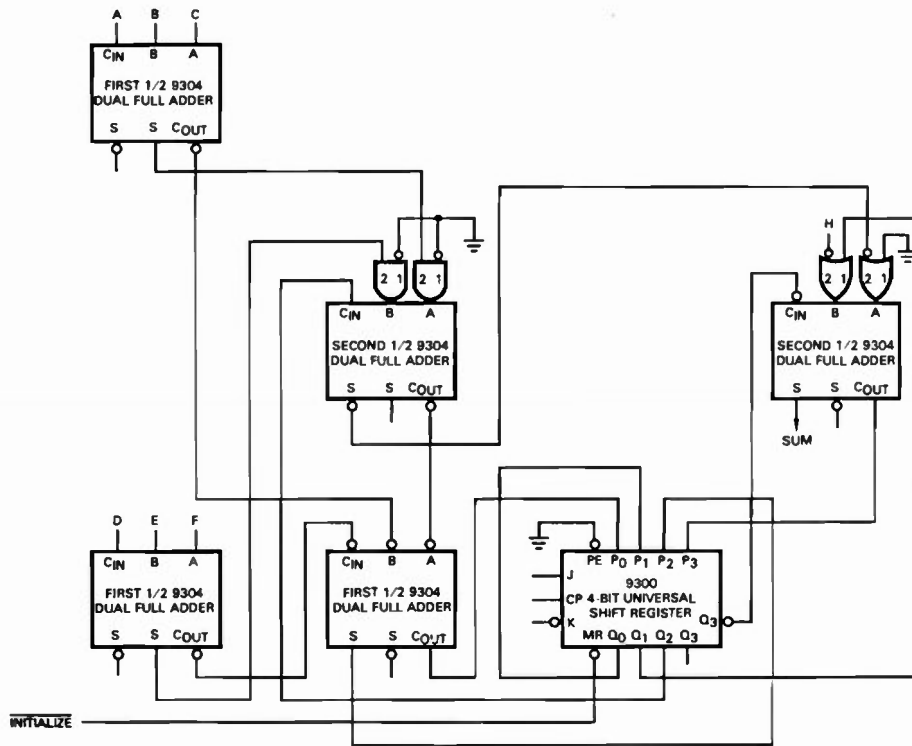 A B C
CIN B A
FIRST 1/2 9304
DUAL FULL ADDER
S S COUT
H
2 1 2 1
2 1 2 1
CIN B A
SECOND 1/2 9304
DUAL FULL ADDER
S S COUT
CIN B A
SECOND 1/2 9304
DUAL FULL ADDER
S S COUT
SUM
D E F
CIN B A
FIRST 1/2 9304
DUAL FULL ADDER
S S COUT
CIN B A
FIRST 1/2 9304
DUAL FULL ADDER
S S COUT
PE P0 P1 P2 P3
J 9300
CP 4-BIT UNIVERSAL
SHIFT REGISTER
K Q3
MR Q0 Q1 Q2 Q3
INITIALIZE